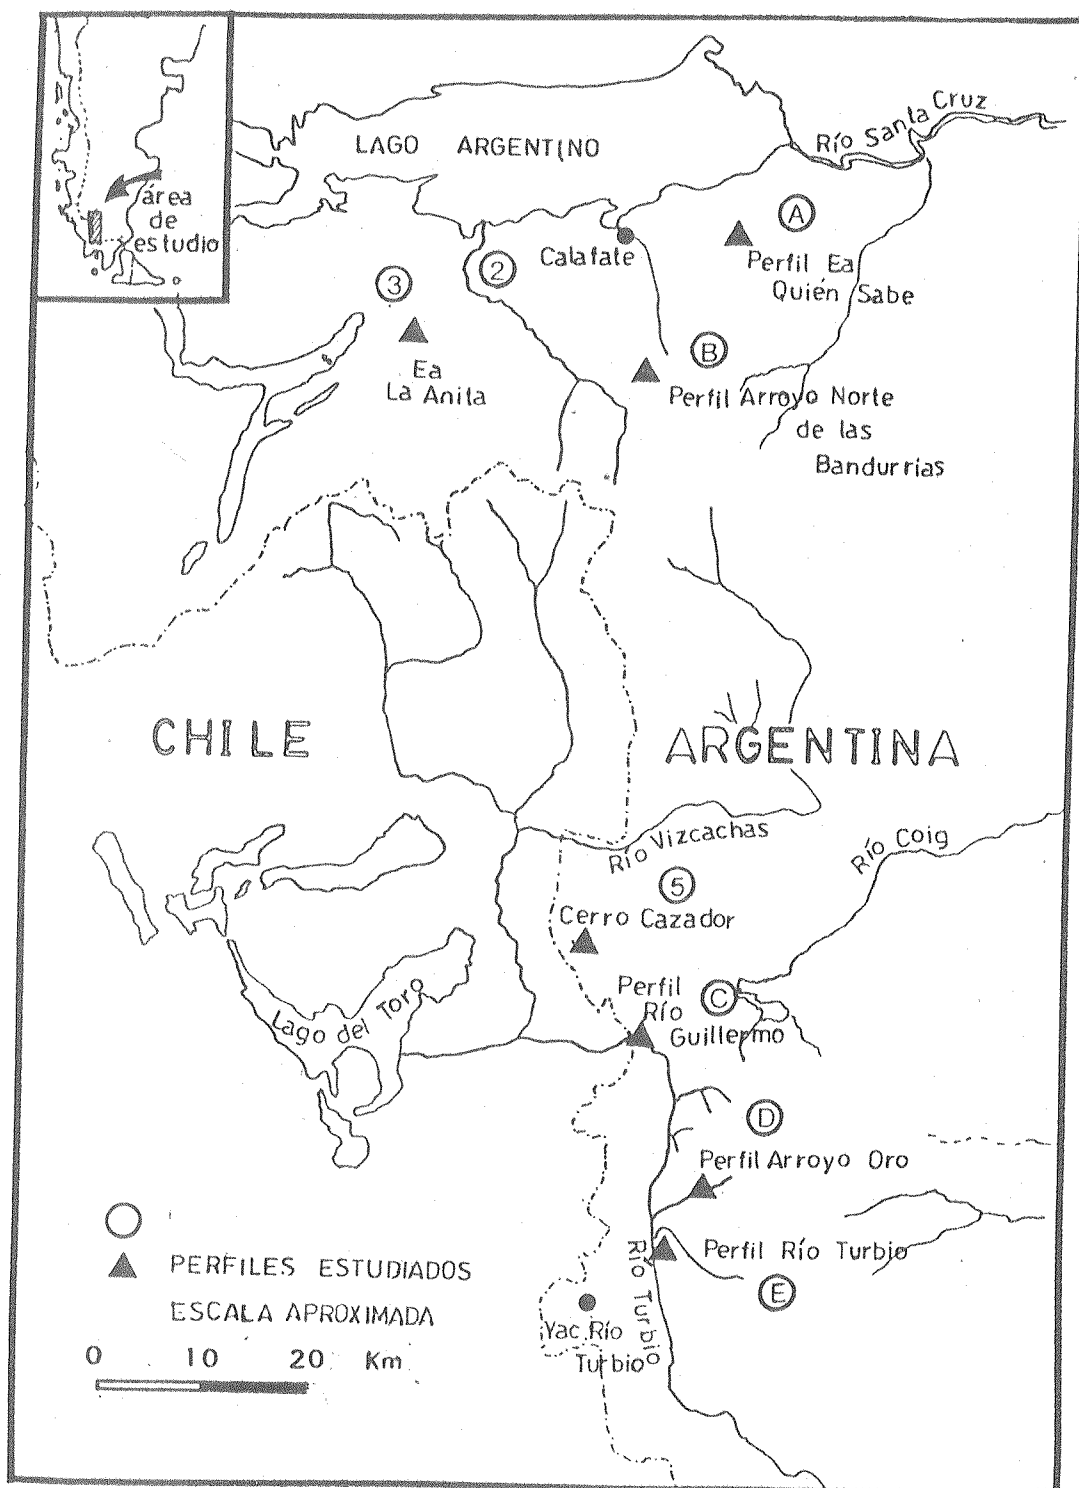 área
de
estudio
LAGO ARGENTINO
Río Santa Cruz
A
Calafate
Perfil Ea
Quién Sabe
2
3
Ea
La Anita
B
Perfil Arroyo Norte
de las
Bandurrias
CHILE
ARGENTINA
Río Vizcachas
Río Coig
5
Cerro Cazador
Perfil
Río
Guillermo
C
Lago del Toro
D
Perfil Arroyo Oro
Río Turbio
Perfil Río Turbio
E
Yac. Río
Turbio
PERFILES ESTUDIADOS
ESCALA APROXIMADA
0 10 20 Km